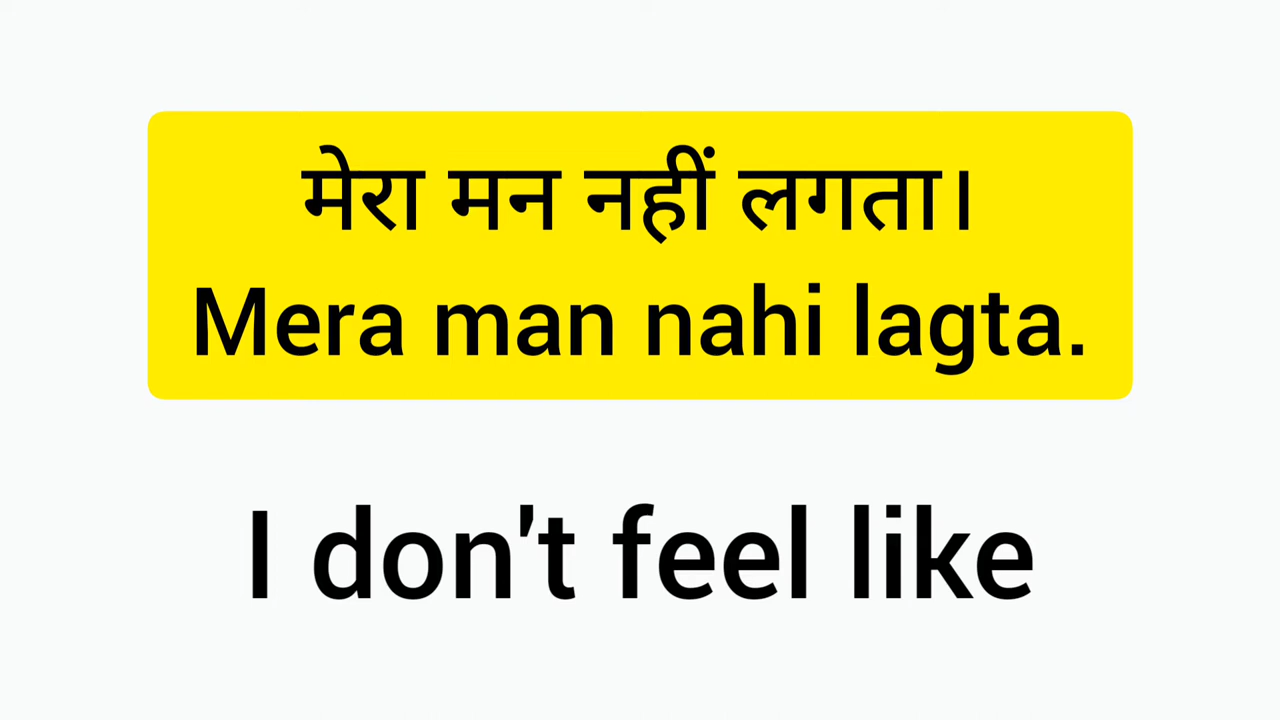 मेरा मन नहीं लगता।
Mera man nahi lagta.
I don't feel like